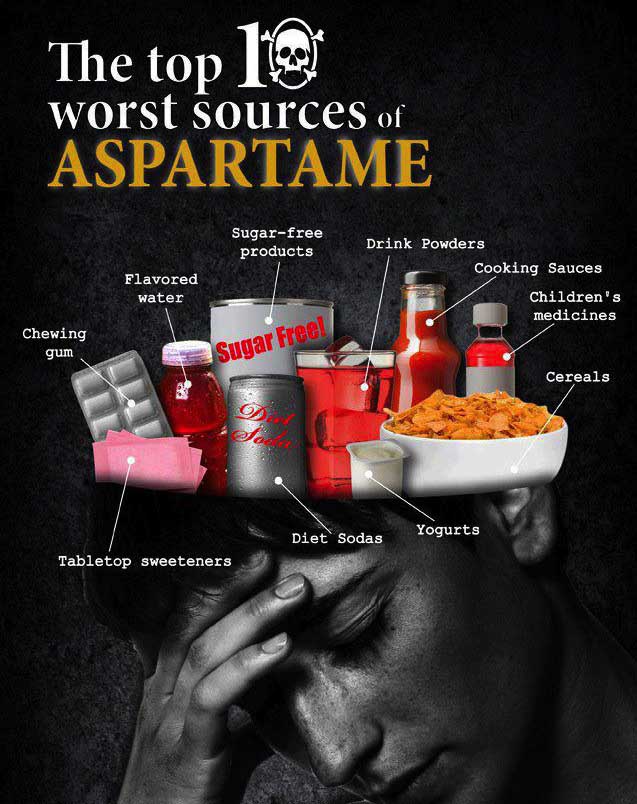 The top 10
worst sources of
ASPARTAME
Sugar-free
products
Drink Powders
Cooking Sauces
Flavored
water
Children's
medicines
Chewing
gum
Cereals
Sugar Free!
Diet
Soda
Yogurts
Diet Sodas
Tabletop sweeteners